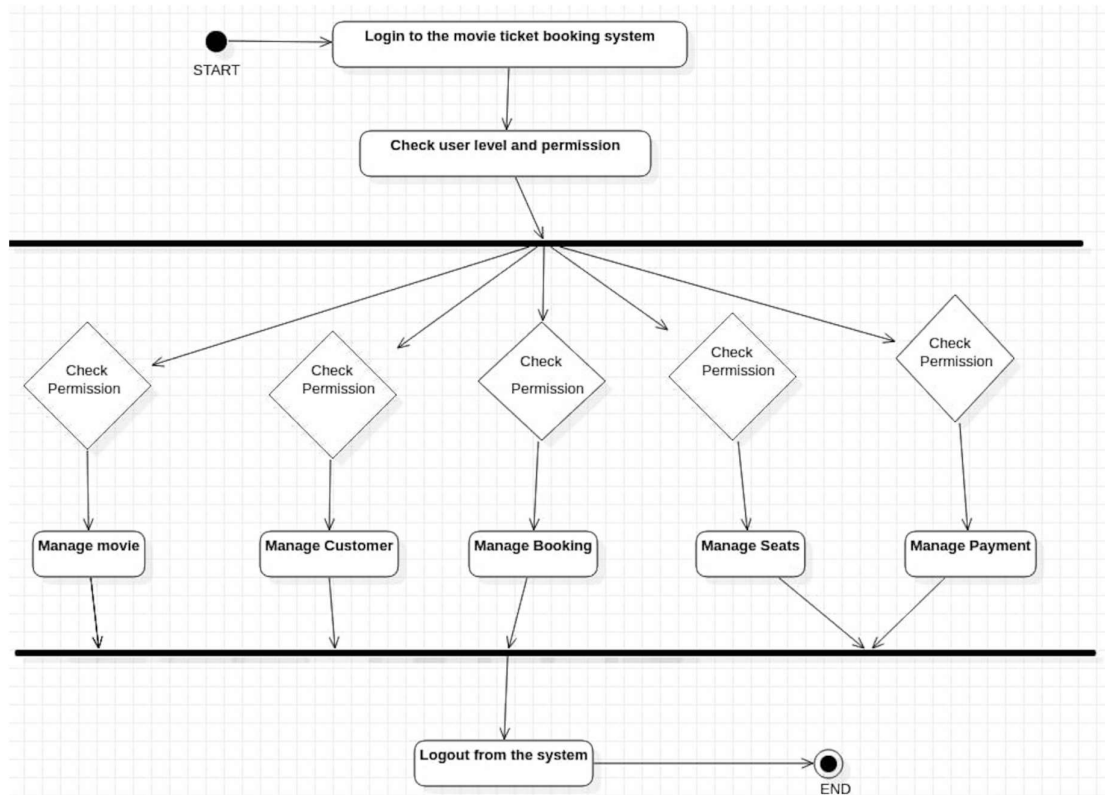 Login to the movie ticket booking system
START
Check user level and permission
Check
Permission
Check
Permission
Check
Permission
Check
Permission
Check
Permission
Manage movie
Manage Customer
Manage Booking
Manage Seats
Manage Payment
Logout from the system
END